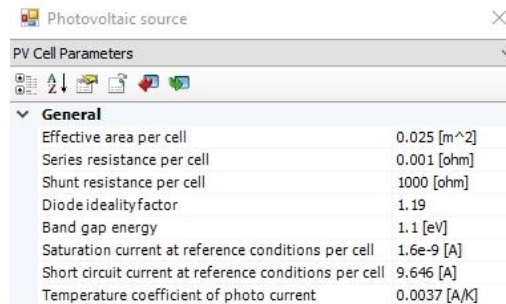 Photovoltaic source
PV Cell Parameters
General
Effective area per cell 0.025 [m^2]
Series resistance per cell 0.001 [ohm]
Shunt resistance per cell 1000 [ohm]
Diode ideality factor 1.19
Band gap energy 1.1 [eV]
Saturation current at reference conditions per cell 1.6e-9 [A]
Short circuit current at reference conditions per cell 9.646 [A]
Temperature coefficient of photo current 0.0037 [A/K]